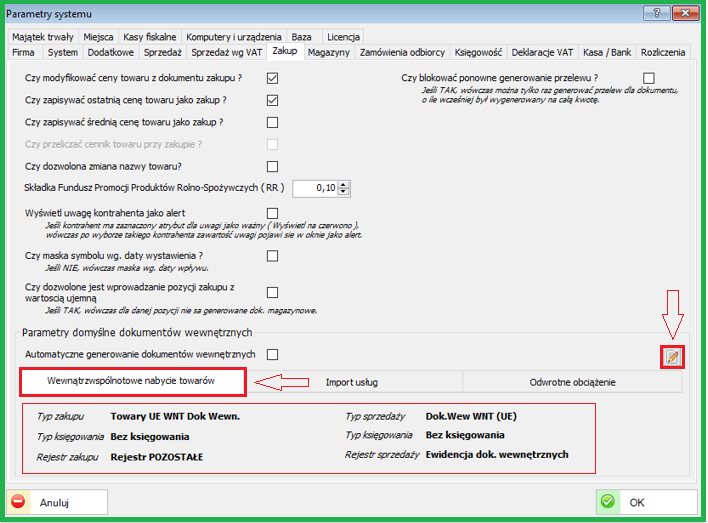 Parametry systemu
Majątek trwały Miejsca Kasy fiskalne Komputery i urządzenia Baza Licencja
Firma System Dodatkowe Sprzedaż Sprzedaż wg VAT Zakup Magazyny Zamówienia odbiorcy Księgowość Deklaracje VAT Kasa / Bank Rozliczenia
Czy modyfikować ceny towaru z dokumentu zakupu ?
Czy blokować ponowne generowanie przelewu ?
Jeśli TAK, wówczas można tylko raz generować przelew dla dokumentu,
o ile wcześniej był wygenerowany na całą kwotę.
Czy zapisywać ostatnią cenę towaru jako zakup ?
Czy zapisywać średnią cenę towaru jako zakup ?
Czy przeliczać cennik towaru przy zakupie ?
Czy dozwolona zmiana nazwy towaru?
Składka Fundusz Promocji Produktów Rolno-Spożywczych ( RR ) 0,10
Wyświetl uwagę kontrahenta jako alert
Jeśli kontrahent ma zaznaczony atrybut dla uwagi jako ważny ( Wyświetl na czerwono ),
wówczas po wyborze takiego kontrahenta zawartość uwagi pojawi sie w oknie jako alert.
Czy maska symbolu wg. daty wystawienia ?
Jeśli NIE, wówczas maska wg. daty wpływu.
Czy dozwolone jest wprowadzanie pozycji zakupu z
wartoscią ujemną
Jeśli TAK, wówczas dla danej pozycji nie sa generowane dok. magazynowe.
Parametry domyślne dokumentów wewnętrznych
Automatyczne generowanie dokumentów wewnętrznych
Wewnątrzwspólnotowe nabycie towarów Import usług Odwrotne obciążenie
Typ zakupu Towary UE WNT Dok Wewn. Typ sprzedaży Dok.Wew WNT (UE)
Typ księgowania Bez księgowania Typ księgowania Bez księgowania
Rejestr zakupu Rejestr POZOSTAŁE Rejestr sprzedaży Ewidencja dok. wewnętrznych
Anuluj OK